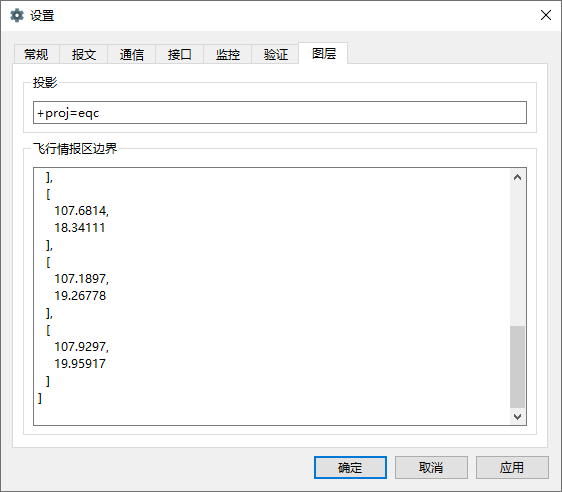 设置
常规 报文 通信 接口 监控 验证 图层
投影
+proj=eqc
飞行情报区边界
],
[
107.6814,
18.34111
],
[
107.1897,
19.26778
],
[
107.9297,
19.95917
]
]
确定 取消 应用